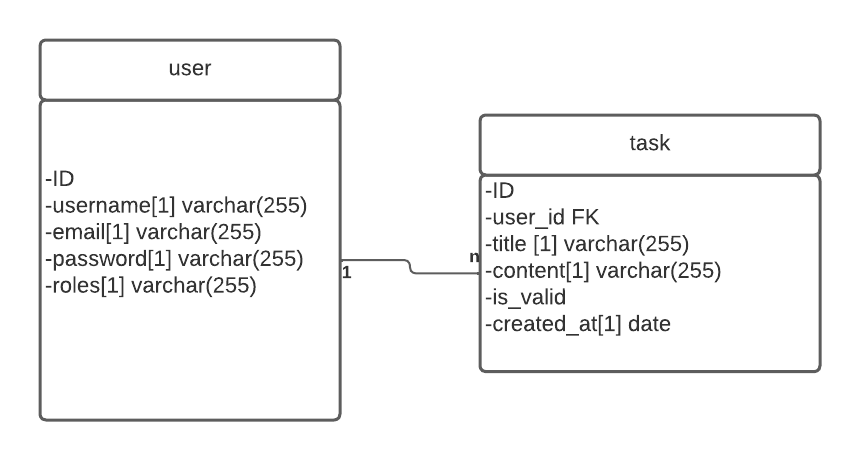 user
-ID
-username[1] varchar(255)
-email[1] varchar(255)
-password[1] varchar(255)
-roles[1] varchar(255)
1
n
task
-ID
-user_id FK
-title [1] varchar(255)
-content[1] varchar(255)
-is_valid
-created_at[1] date